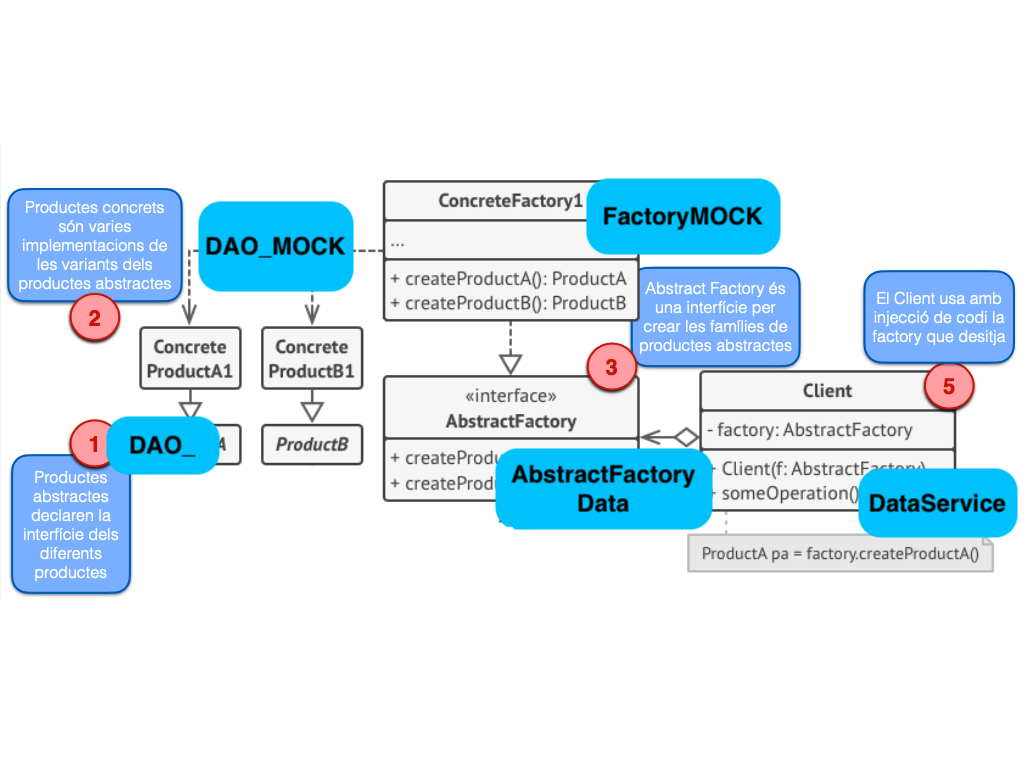 Productes concrets
són varies
implementacions de
les variants dels
productes abstractes
2
DAO_MOCK
ConcreteFactory1
FactoryMOCK
...
+ createProductA(): ProductA
+ createProductB(): ProductB
Abstract Factory és
una interfície per
crear les famílies de
productes abstractes
3
El Client usa amb
injecció de codi la
factory que desitja
5
Concrete
ProductA1
Concrete
ProductB1
«interface»
AbstractFactory
+ createProdu
+ createProd
AbstractFactory
Data
Client
- factory: AbstractFactory
+ Client(f: AbstractFactory)
+ someOperation()
DataService
ProductA pa = factory.createProductA()
1
DAO_
A
ProductB
Productes
abstractes
declaren la
interfície dels
diferents
productes